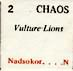 2 CHAOS
Vulture Lions
Nadsokor. . . .N